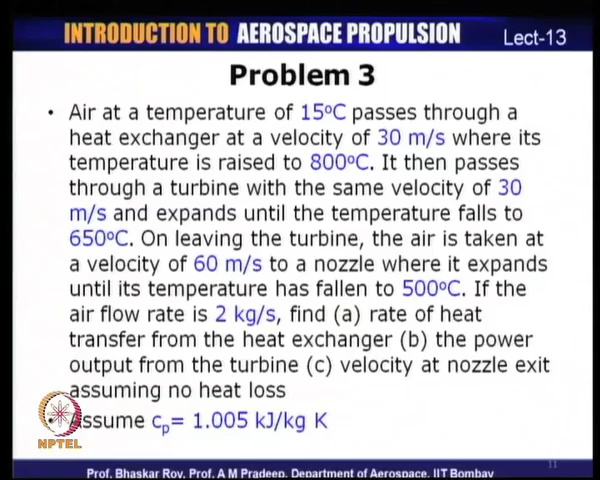 INTRODUCTION TO AEROSPACE PROPULSION Lect-13
Problem 3
• Air at a temperature of 15°C passes through a
heat exchanger at a velocity of 30 m/s where its
temperature is raised to 800°C. It then passes
through a turbine with the same velocity of 30
m/s and expands until the temperature falls to
650°C. On leaving the turbine, the air is taken at
a velocity of 60 m/s to a nozzle where it expands
until its temperature has fallen to 500°C. If the
air flow rate is 2 kg/s, find (a) rate of heat
transfer from the heat exchanger (b) the power
output from the turbine (c) velocity at nozzle exit
assuming no heat loss
Assume cp= 1.005 kJ/kg K
NPTEL
11
Prof. Bhaskar Roy, Prof. A M Pradeep, Department of Aerospace, IIT Bombay